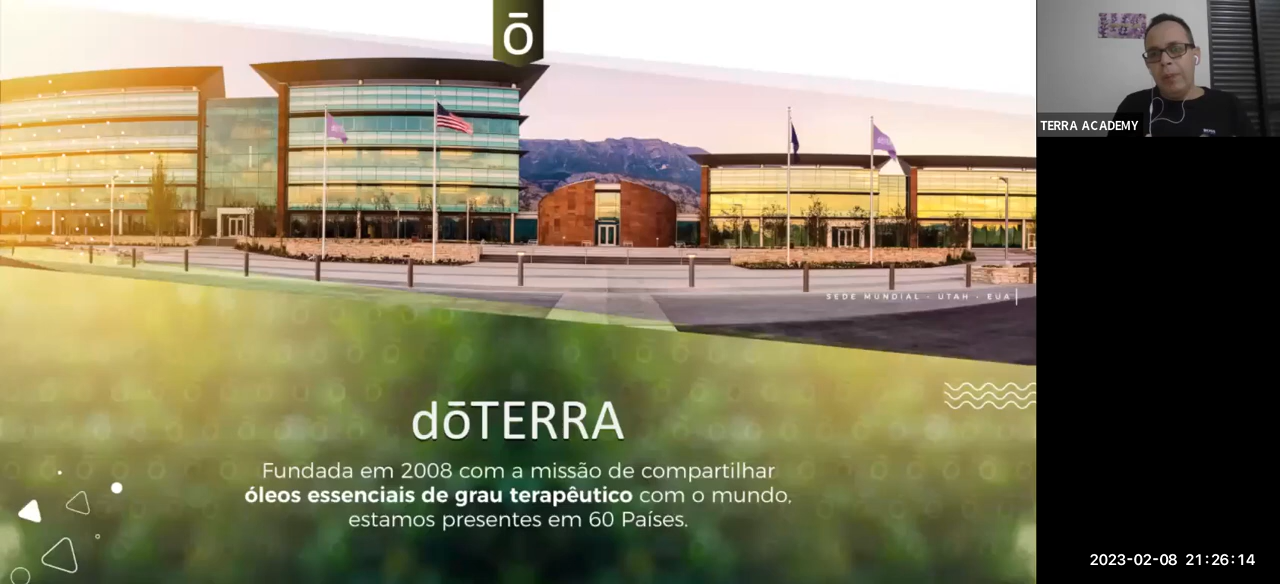 ō
TERRA ACADEMY
SEDE MUNDIAL - UTAH - EUA
dōTERRA
Fundada em 2008 com a missão de compartilhar
óleos essenciais de grau terapêutico com o mundo,
estamos presentes em 60 Países.
2023-02-08 21:26:14